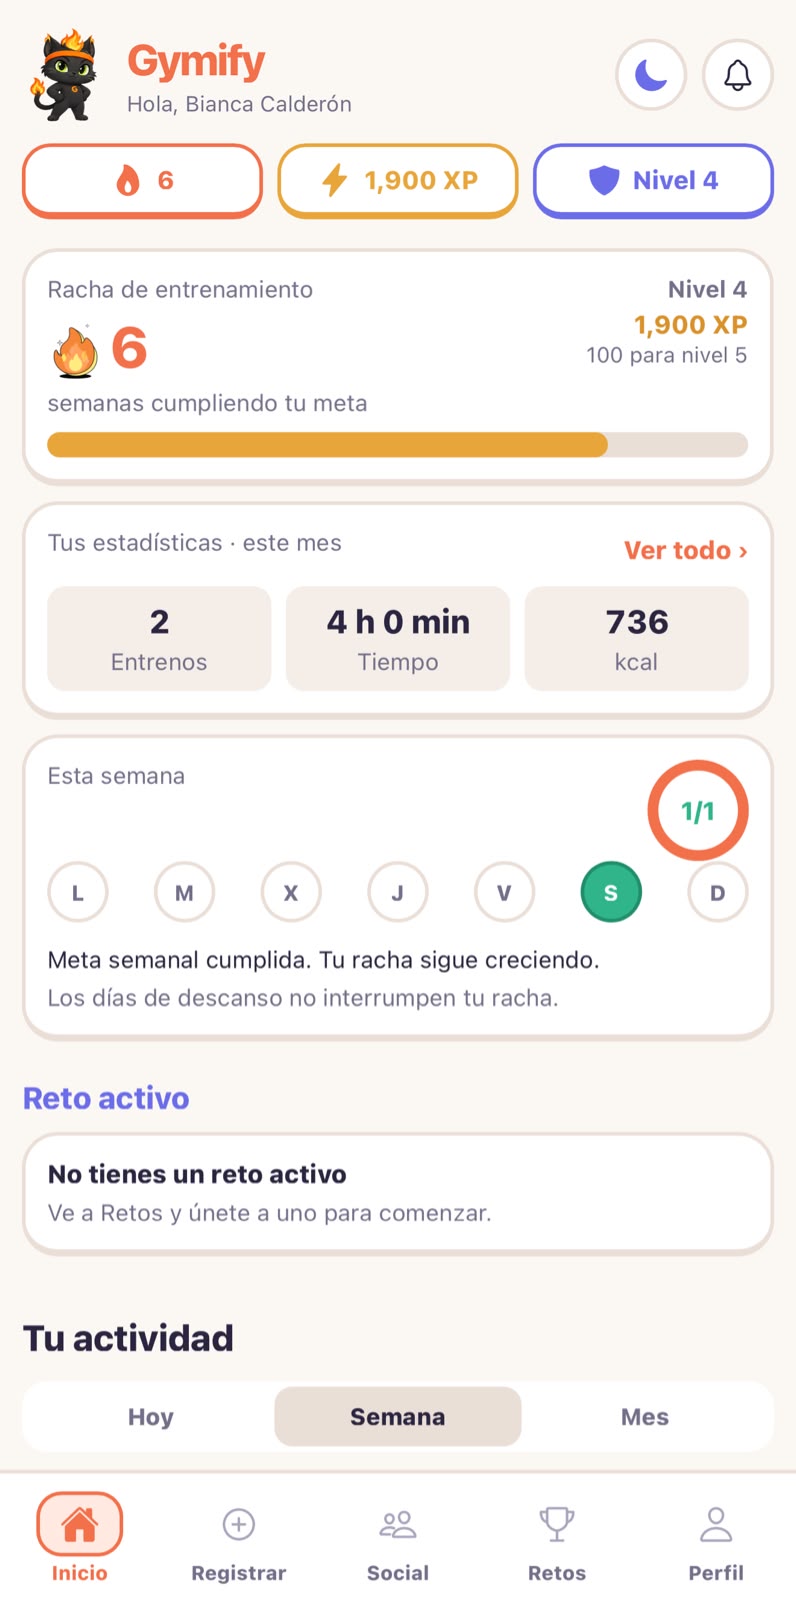 Gymify
Hola, Bianca Calderón
6
1,900 XP
Nivel 4
Racha de entrenamiento
Nivel 4
6
1,900 XP
100 para nivel 5
semanas cumpliendo tu meta
Tus estadísticas · este mes
Ver todo ›
2
Entrenos
4 h 0 min
Tiempo
736
kcal
Esta semana
1/1
L M X J V S D
Meta semanal cumplida. Tu racha sigue creciendo.
Los días de descanso no interrumpen tu racha.
Reto activo
No tienes un reto activo
Ve a Retos y únete a uno para comenzar.
Tu actividad
Hoy
Semana
Mes
Inicio
Registrar
Social
Retos
Perfil